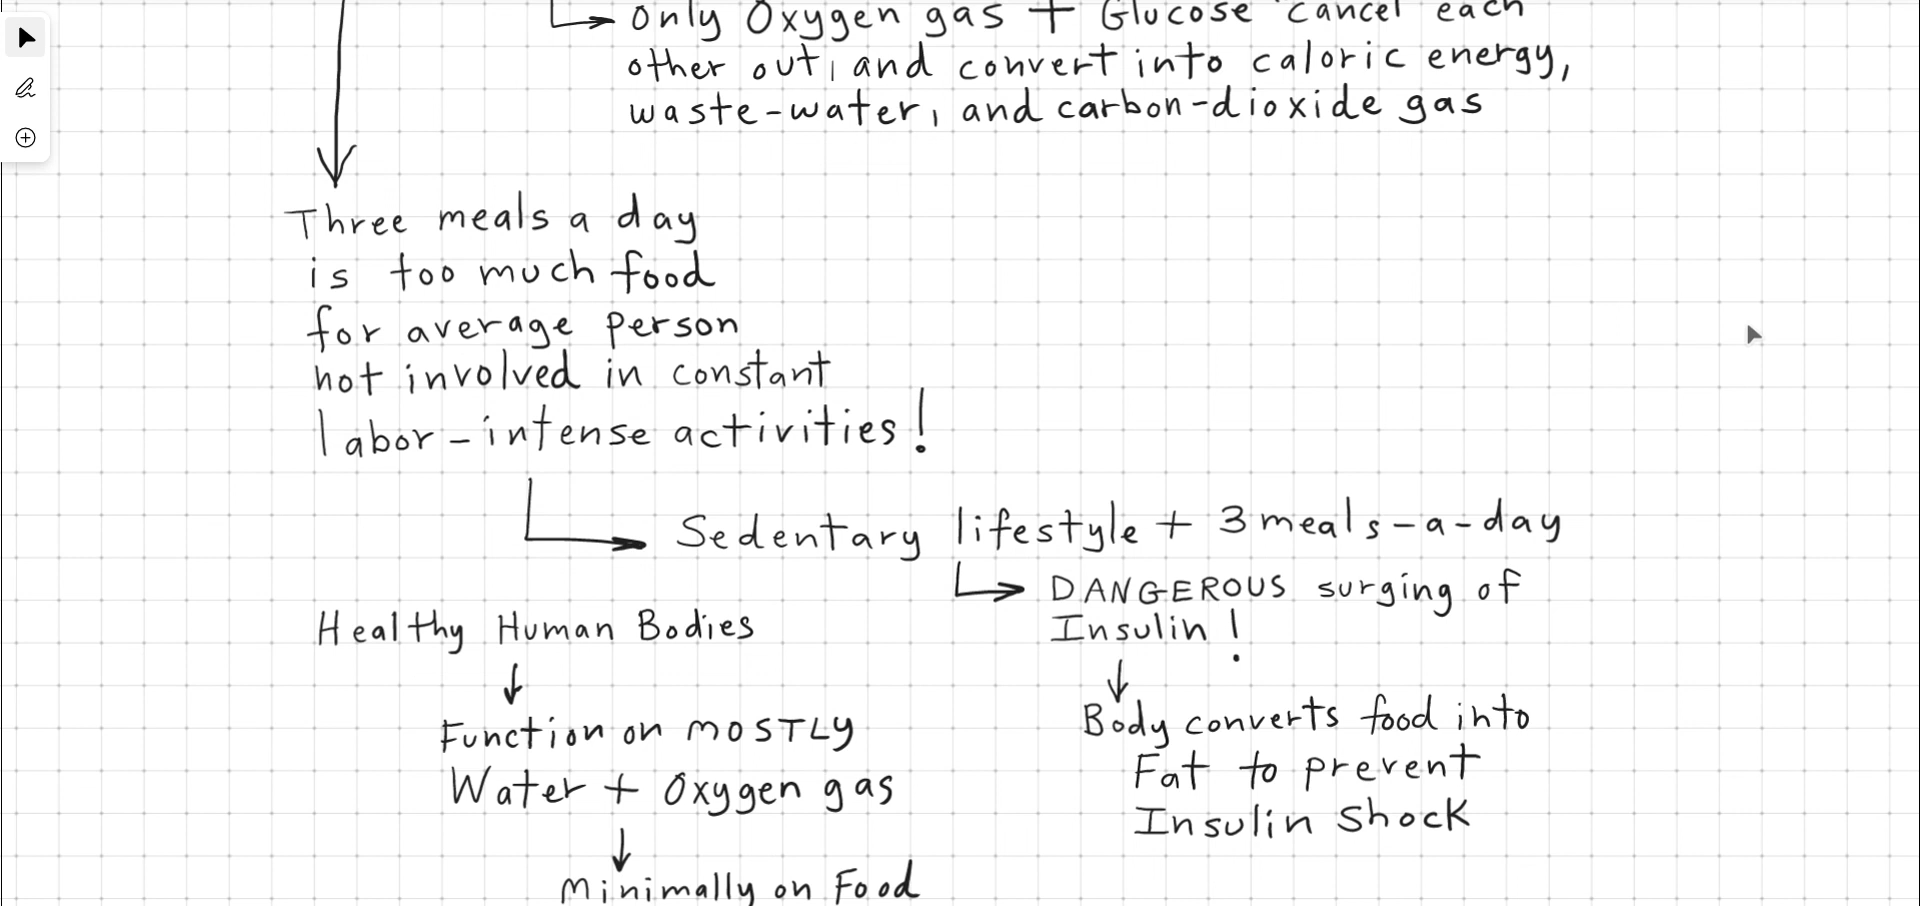 only Oxygen gas + Glucose cancel each
other out, and convert into caloric energy,
waste-water, and carbon-dioxide gas
Three meals a day
is too much food
for average person
not involved in constant
labor-intense activities!
Sedentary lifestyle + 3 meals-a-day
DANGEROUS surging of
Insulin!
Healthy Human Bodies
Function on MOSTLY
Water + Oxygen gas
Minimally on Food
Body converts food into
Fat to prevent
Insulin Shock